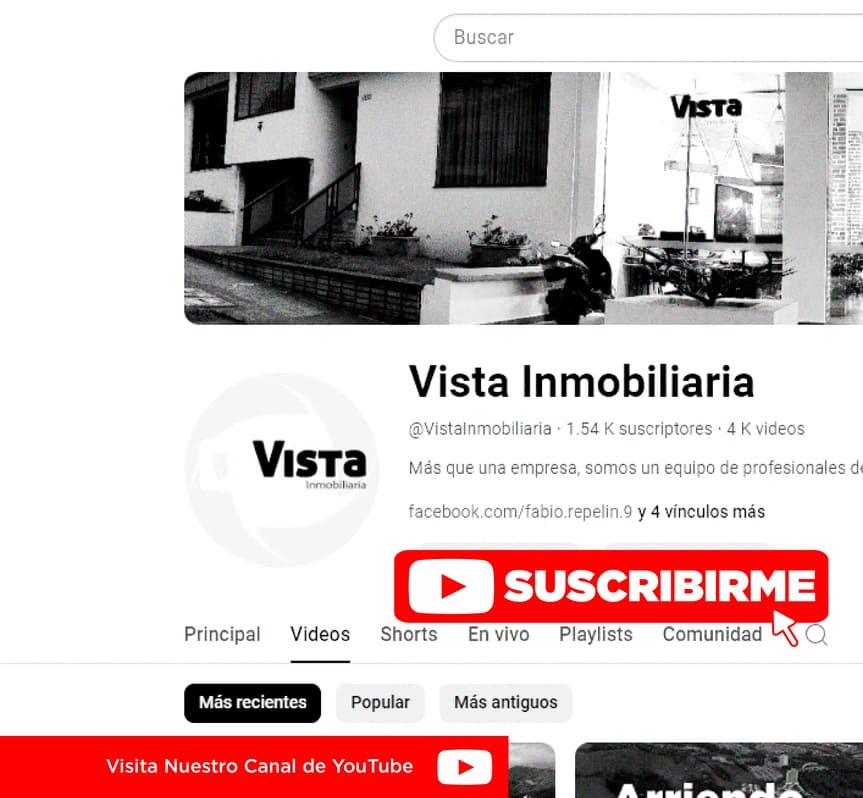 Buscar
VISTA
Vista Inmobiliaria
@VistaInmobiliaria · 1.54 K suscriptores · 4 K videos
Más que una empresa, somos un equipo de profesionales
VISTA
Inmobiliaria
facebook.com/fabio.repelin.9 y 4 vínculos más
SUSCRIBIRME
Principal Videos Shorts En vivo Playlists Comunidad
Más recientes Popular Más antiguos
Visita Nuestro Canal de YouTube
Arriendo